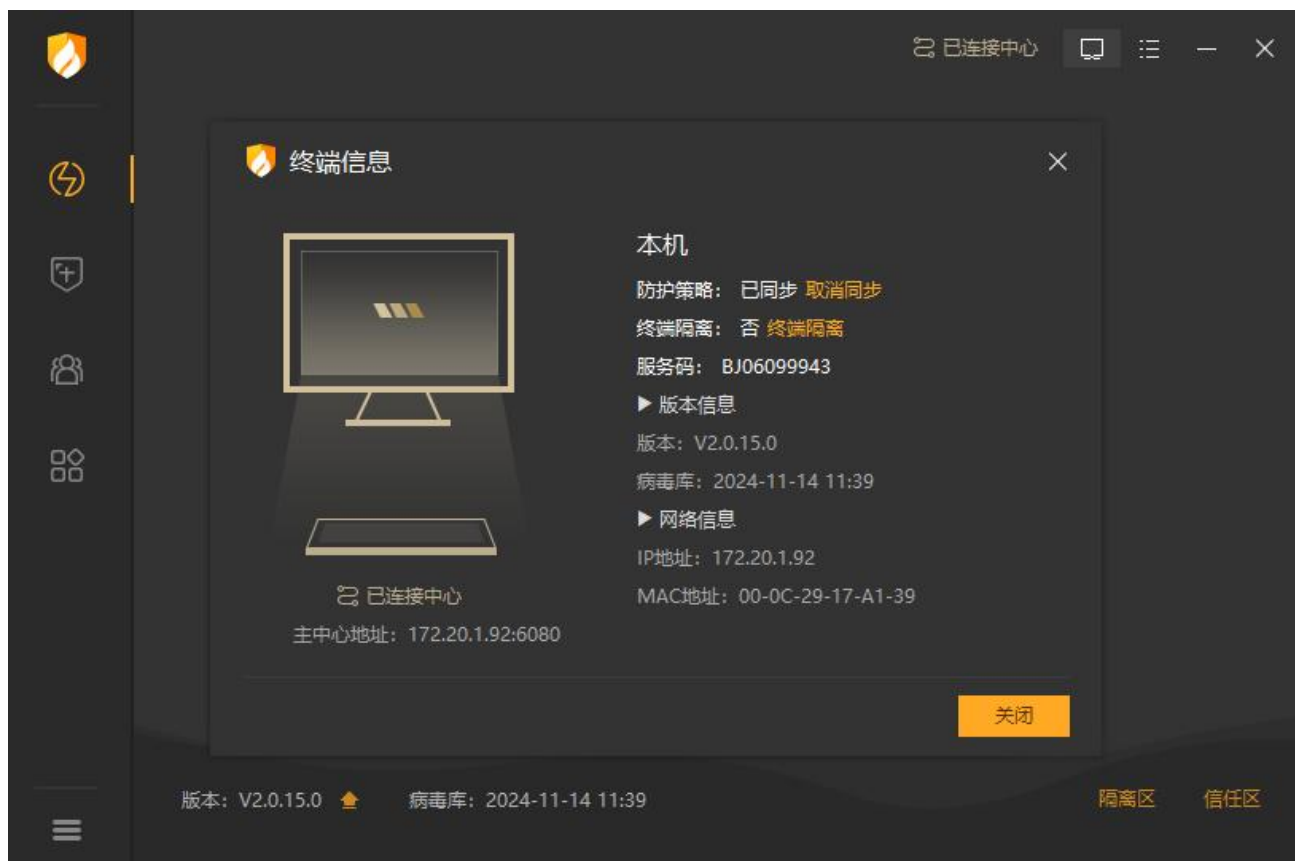 已连接中心
终端信息
本机
防护策略： 已同步 取消同步
终端隔离： 否 终端隔离
服务码： BJ06099943
▶ 版本信息
版本：V2.0.15.0
病毒库：2024-11-14 11:39
▶ 网络信息
IP地址：172.20.1.92
MAC地址：00-0C-29-17-A1-39
已连接中心
主中心地址：172.20.1.92:6080
关闭
版本：V2.0.15.0 病毒库：2024-11-14 11:39 隔离区 信任区